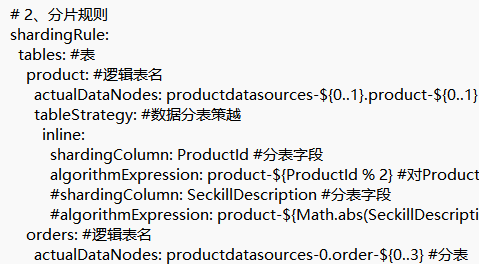 # 2、分片规则
shardingRule:
tables: #表
product: #逻辑表名
actualDataNodes: productdatasources-${0..1}.product-${0..1}
tableStrategy: #数据分表策越
inline:
shardingColumn: ProductId #分表字段
algorithmExpression: product-${ProductId % 2} #对Product
#shardingColumn: SeckillDescription #分表字段
#algorithmExpression: product-${Math.abs(SeckillDescripti
orders: #逻辑表名
actualDataNodes: productdatasources-0.order-${0..3} #分表